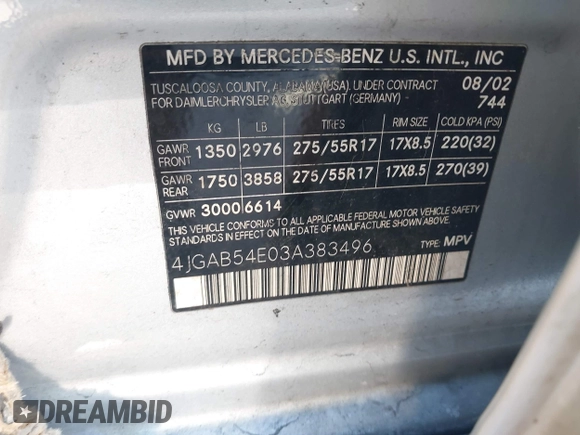 MFD BY MERCEDES-BENZ U.S. INTL., INC
TUSCALOOSA COUNTY, ALABAMA(USA). UNDER CONTRACT 08/02
FOR DAIMLERCHRYSLER AG STUTTGART (GERMANY) 744
KG LB TIRES RIM SIZE COLD KPA (PSI)
GAWR FRONT 1350 2976 275/55R17 17X8.5 220(32)
GAWR REAR 1750 3858 275/55R17 17X8.5 270(39)
GVWR 3000 6614
THIS VEHICLE CONFORMS TO ALL APPLICABLE FEDERAL MOTOR VEHICLE SAFETY
STANDARDS IN EFFECT ON THE DATE OF MANUFACTURE SHOWN ABOVE.
4JGAB54E03A383496 TYPE: MPV
DREAMBID